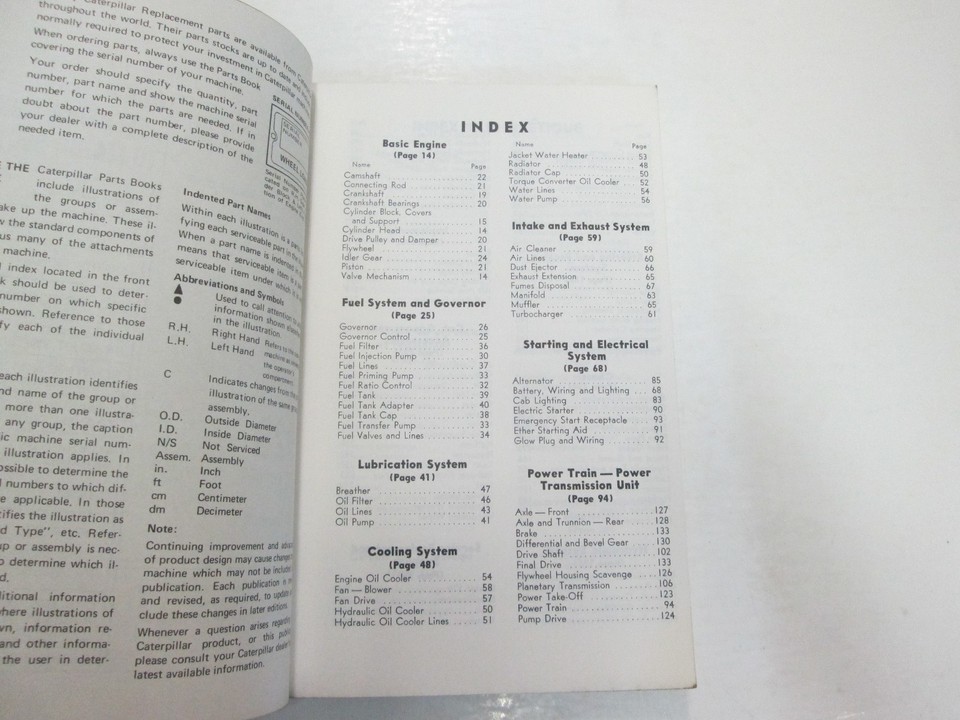 Caterpillar Replacement parts are available from
throughout the world. Their parts stocks are up to date and
normally required to protect your investment in Caterpillar
When ordering parts, always use the Parts Book
covering the serial number of your machine.
Your order should specify the quantity, part
number, part name and show the machine serial
number for which the parts are needed. If in
doubt about the part number, please provide
your dealer with a complete description of the
needed item.
THE Caterpillar Parts Books
include illustrations of
the groups or assem-
ake up the machine. These il-
the standard components of
us many of the attachments
machine.
index located in the front
k should be used to deter-
number on which specific
shown. Reference to those
fy each of the individual
each illustration identifies
nd name of the group or
more than one illustra-
any group, the caption
ic machine serial num-
illustration applies. In
ossible to determine the
numbers to which dif-
e applicable. In those
tifies the illustration as
d Type", etc. Refer-
up or assembly is nec-
o determine which il-
d.
ditional information
here illustrations of
wn, information re-
and other informa-
the user in deter-
WHEEL
Indented Part Names
Within each illustration is a
fying each serviceable part in the
When a part name is indented
means that serviceable item is
serviceable item under which it
Abbreviations and Symbols
▲ Used to call attention to
● information shown
in the illustration.
R.H. Right Hand
L.H. Left Hand
C Indicates changes from
illustration of the same
assembly.
O.D. Outside Diameter
I.D. Inside Diameter
N/S Not Serviced
Assem. Assembly
in. Inch
ft Foot
cm Centimeter
dm Decimeter
Note:
Continuing improvement and
of product design may cause changes
machine which may not be included
publication. Each publication is
and revised, as required, to update
clude these changes in later editions.
Whenever a question arises regarding
Caterpillar product, or this
please consult your Caterpillar dealer
latest available information.
INDEX
Basic Engine
(Page 14)
Name Page
Camshaft 22
Connecting Rod 21
Crankshaft 19
Crankshaft Bearings 20
Cylinder Block, Covers
and Support 15
Cylinder Head 14
Drive Pulley and Damper 20
Flywheel 21
Idler Gear 24
Piston 21
Valve Mechanism 14
Fuel System and Governor
(Page 25)
Governor 26
Governor Control 25
Fuel Filter 36
Fuel Injection Pump 30
Fuel Lines 37
Fuel Priming Pump 33
Fuel Ratio Control 32
Fuel Tank 39
Fuel Tank Adapter 40
Fuel Tank Cap 38
Fuel Transfer Pump 33
Fuel Valves and Lines 34
Lubrication System
(Page 41)
Breather 47
Oil Filter 46
Oil Lines 43
Oil Pump 41
Cooling System
(Page 48)
Engine Oil Cooler 54
Fan — Blower 58
Fan Drive 57
Hydraulic Oil Cooler 50
Hydraulic Oil Cooler Lines 51
Name Page
Jacket Water Heater 53
Radiator 48
Radiator Cap 50
Torque Converter Oil Cooler 52
Water Lines 54
Water Pump 56
Intake and Exhaust System
(Page 59)
Air Cleaner 59
Air Lines 60
Dust Ejector 66
Exhaust Extension 65
Fumes Disposal 67
Manifold 63
Muffler 65
Turbocharger 61
Starting and Electrical
System
(Page 68)
Alternator 85
Battery, Wiring and Lighting 68
Cab Lighting 83
Electric Starter 90
Emergency Start Receptacle 93
Ether Starting Aid 91
Glow Plug and Wiring 92
Power Train — Power
Transmission Unit
(Page 94)
Axle — Front 127
Axle and Trunnion — Rear 128
Brake 133
Differential and Bevel Gear 130
Drive Shaft 102
Final Drive 133
Flywheel Housing Scavenge 126
Planetary Transmission 106
Power Take-Off 123
Power Train 94
Pump Drive 124